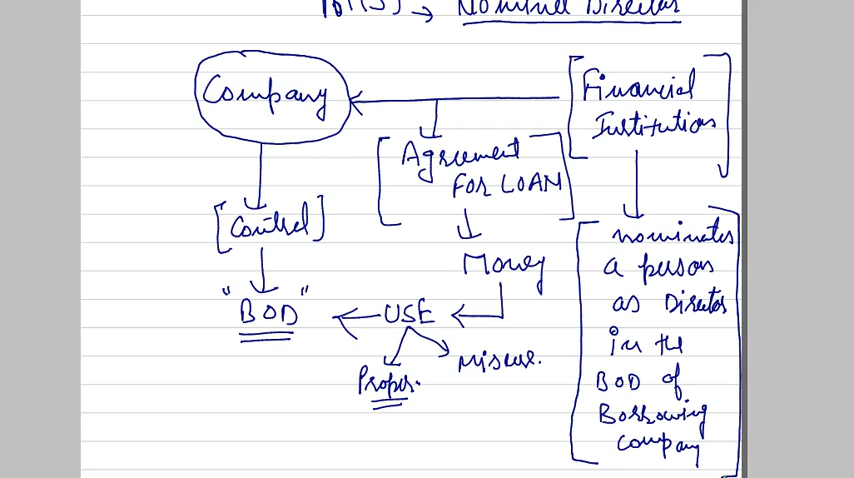 → Nominee Director
Company
Financial
Institutions
Agreement
FOR LOAN
[Control]
Money
"BOD"
USE
Proper.
Misuse.
nominates
a person
as Director
in the
BOD of
Borrowing
company